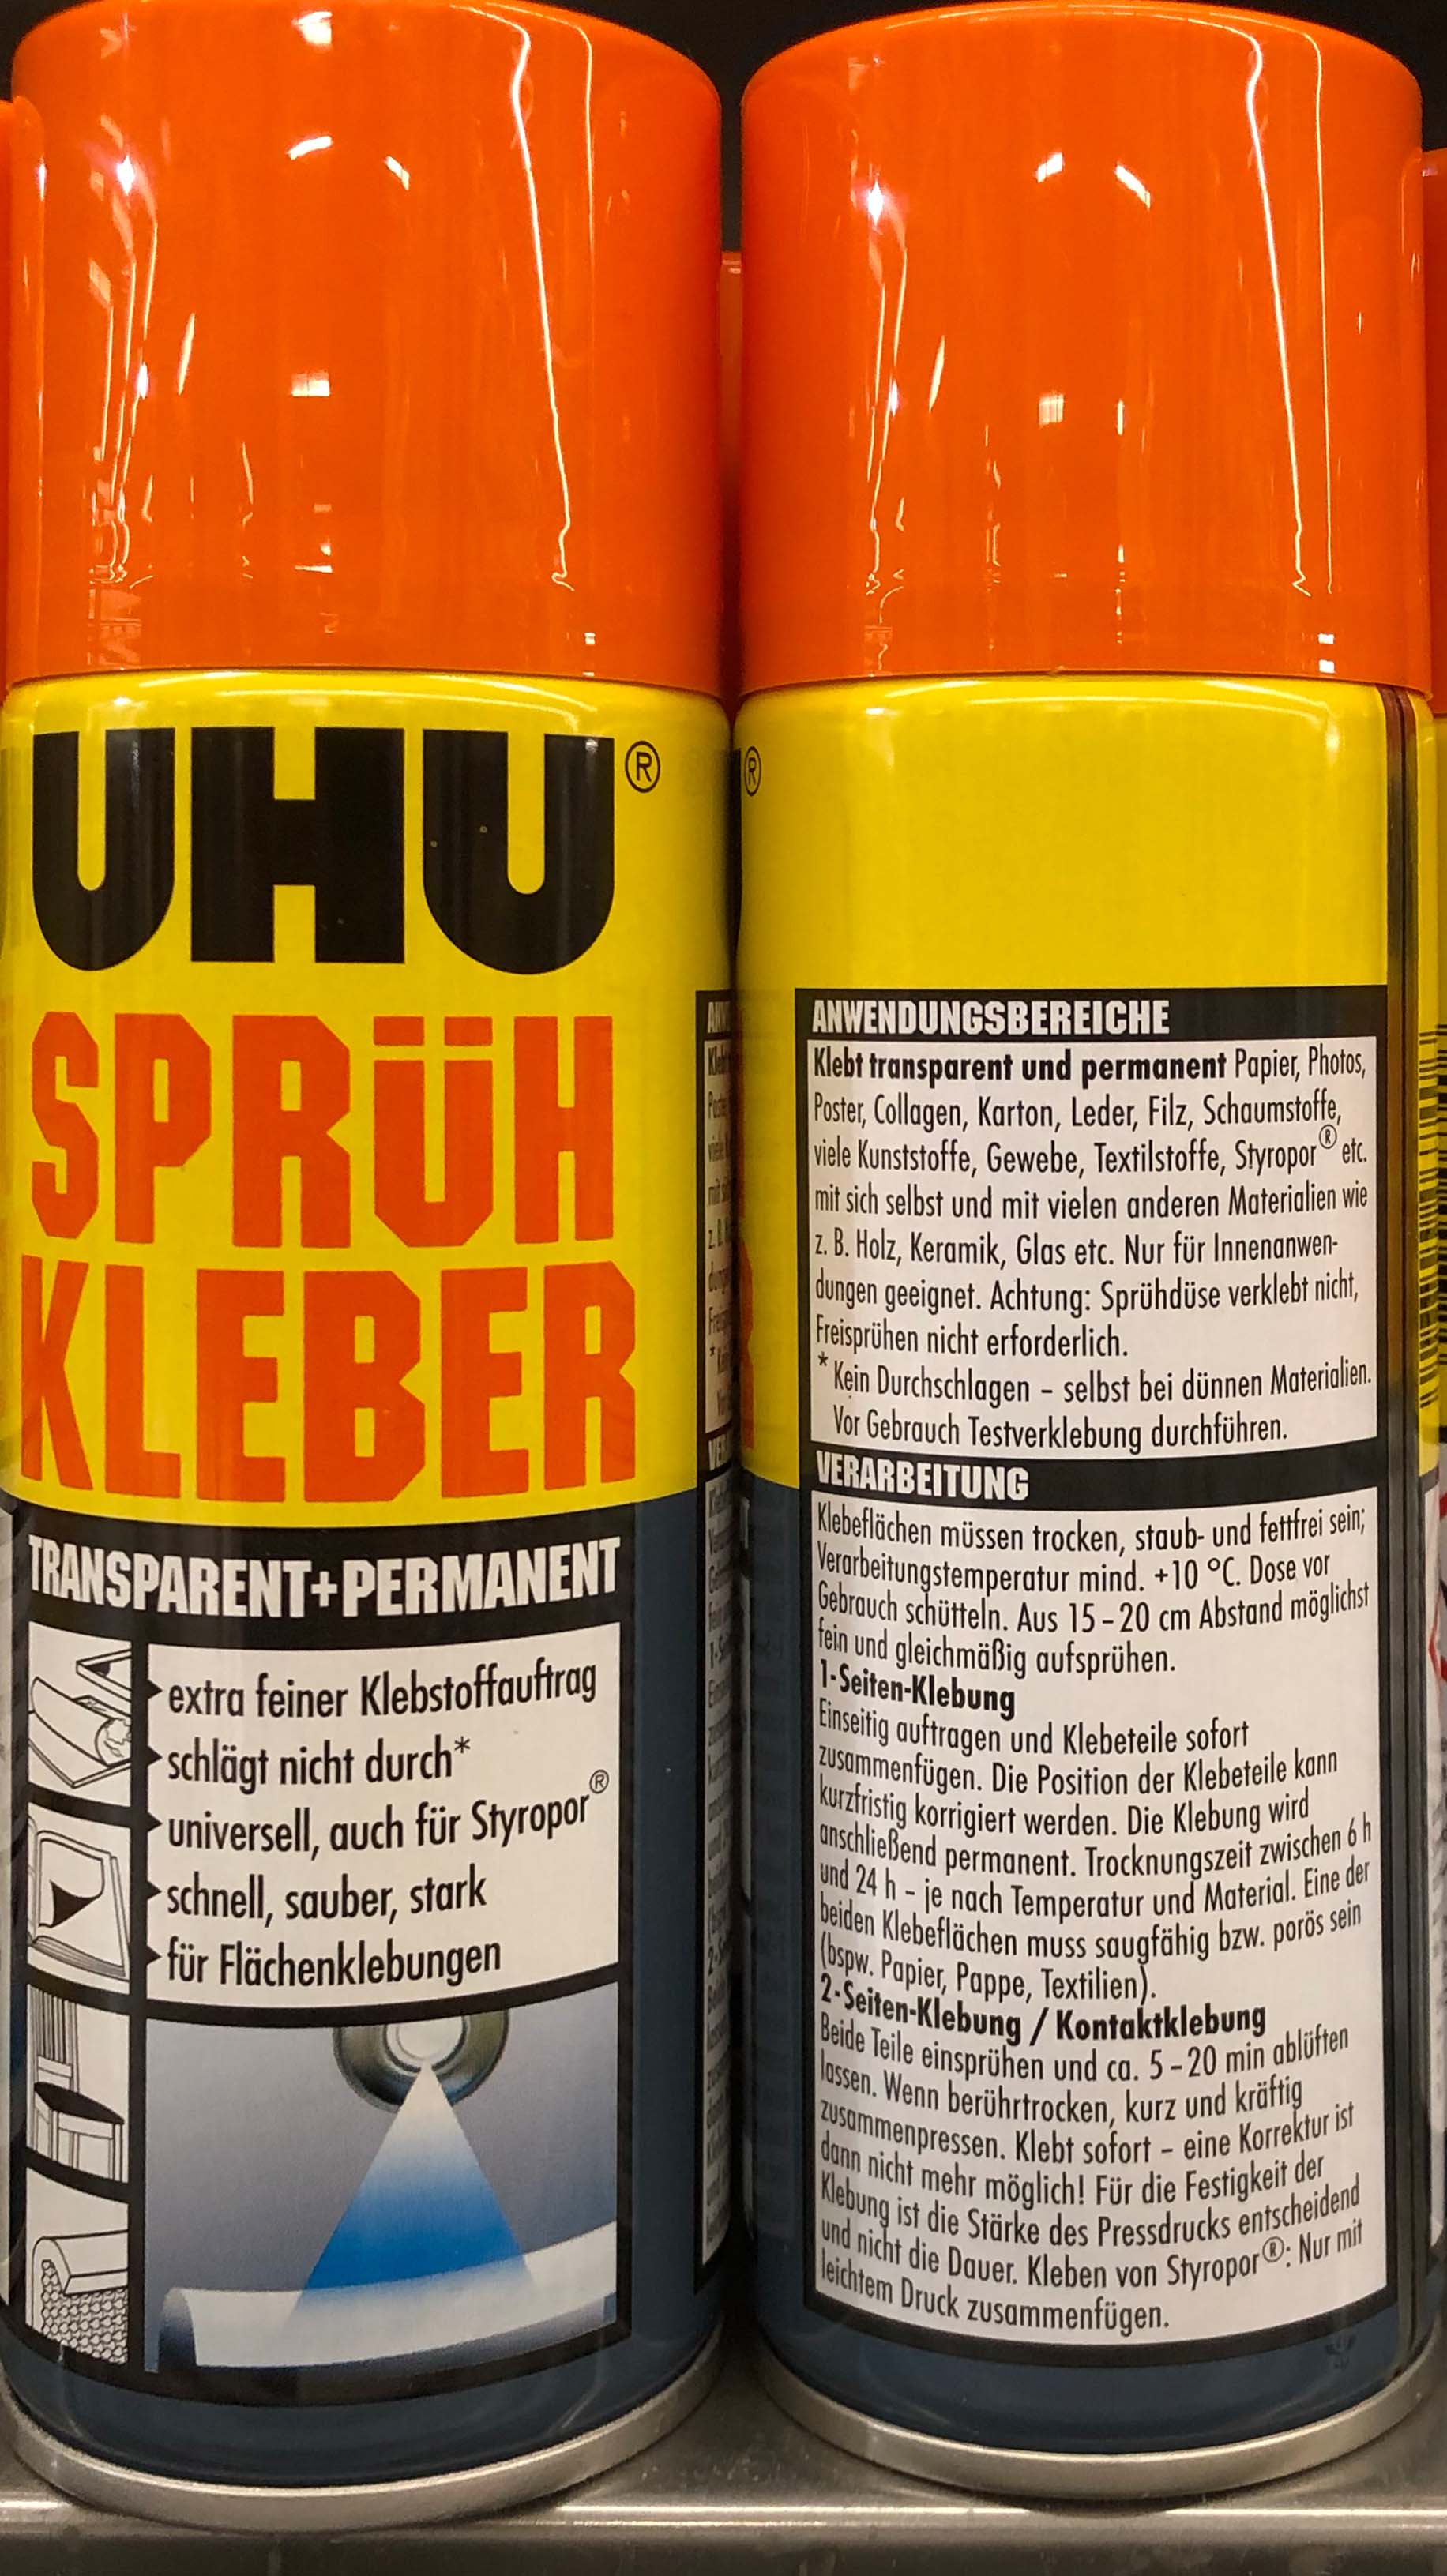 UHU®
SPRÜH
KLEBER
TRANSPARENT+PERMANENT
extra feiner Klebstoffauftrag
schlägt nicht durch*
universell, auch für Styropor®
schnell, sauber, stark
für Flächenklebungen
®
ANWENDUNGSBEREICHE
Klebt transparent und permanent Papier, Photos,
Poster, Collagen, Karton, Leder, Filz, Schaumstoffe,
viele Kunststoffe, Gewebe, Textilstoffe, Styropor® etc.
mit sich selbst und mit vielen anderen Materialien wie
z. B. Holz, Keramik, Glas etc. Nur für Innenanwen-
dungen geeignet. Achtung: Sprühdüse verklebt nicht,
Freisprühen nicht erforderlich.
* Kein Durchschlagen – selbst bei dünnen Materialien.
Vor Gebrauch Testverklebung durchführen.
VERARBEITUNG
Klebeflächen müssen trocken, staub- und fettfrei sein;
Verarbeitungstemperatur mind. +10 °C. Dose vor
Gebrauch schütteln. Aus 15 – 20 cm Abstand möglichst
fein und gleichmäßig aufsprühen.
1-Seiten-Klebung
Einseitig auftragen und Klebeteile sofort
zusammenfügen. Die Position der Klebeteile kann
kurzfristig korrigiert werden. Die Klebung wird
anschließend permanent. Trocknungszeit zwischen 6 h
und 24 h – je nach Temperatur und Material. Eine der
beiden Klebeflächen muss saugfähig bzw. porös sein
(bspw. Papier, Pappe, Textilien).
2-Seiten-Klebung / Kontaktklebung
Beide Teile einsprühen und ca. 5 – 20 min ablüften
lassen. Wenn berührtrocken, kurz und kräftig
zusammenpressen. Klebt sofort – eine Korrektur ist
dann nicht mehr möglich! Für die Festigkeit der
Klebung ist die Stärke des Pressdrucks entscheidend
und nicht die Dauer. Kleben von Styropor®: Nur mit
leichtem Druck zusammenfügen.